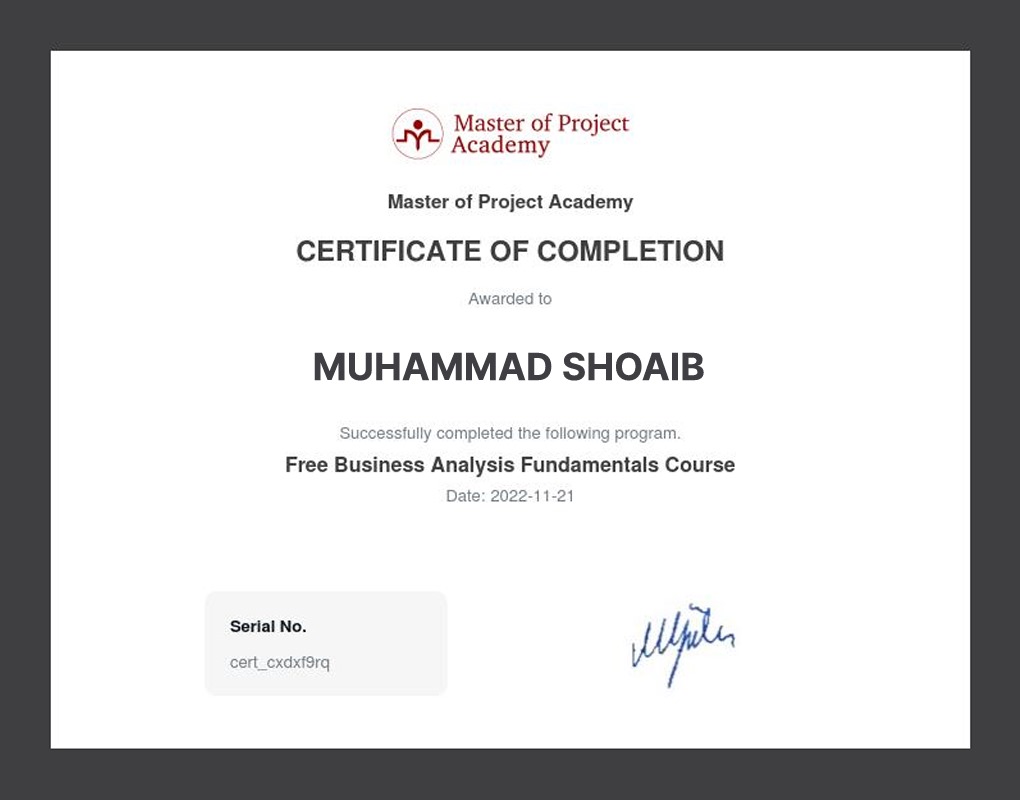 Master of Project
Academy
Master of Project Academy
CERTIFICATE OF COMPLETION
Awarded to
MUHAMMAD SHOAIB
Successfully completed the following program.
Free Business Analysis Fundamentals Course
Date: 2022-11-21
Serial No.
cert_cxdxf9rq